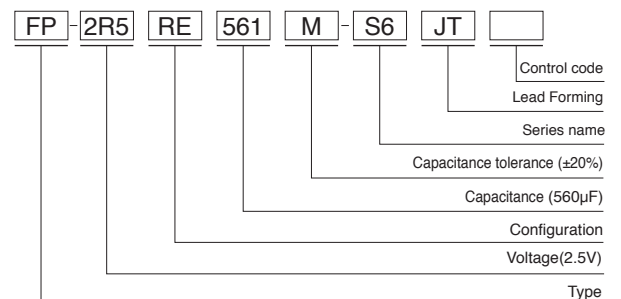 FP - 2R5 RE 561 M - S6 JT
Control code
Lead Forming
Series name
Capacitance tolerance (±20%)
Capacitance (560µF)
Configuration
Voltage(2.5V)
Type